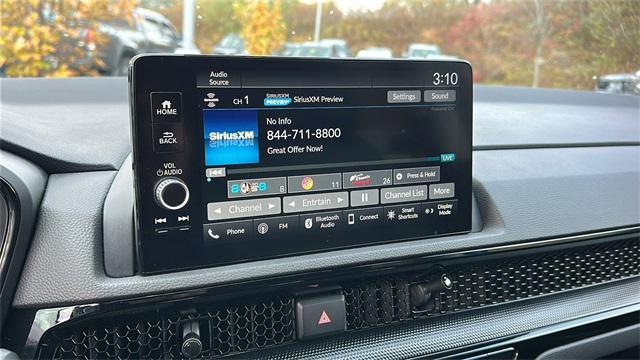 Audio
Source
3:10
CH 1
SIRIUSXM
PREVIEW
SiriusXM Preview
Settings
Sound
HOME
BACK
VOL
AUDIO
SiriusXM
No Info
844-711-8800
Great Offer Now!
LIVE
8
11
26
Press & Hold
Channel
Entrtain
Channel List
More
Phone
FM
Bluetooth
Audio
Connect
Smart
Shortcuts
Display
Mode